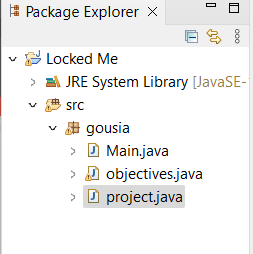 Package Explorer
Locked Me
JRE System Library [JavaSE-
src
gousia
Main.java
objectives.java
project.java